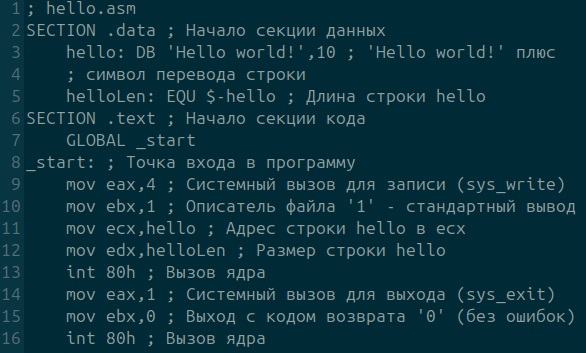 1 ; hello.asm
2 SECTION .data ; Начало секции данных
3     hello: DB 'Hello world!',10 ; 'Hello world!' плюс
4     ; символ перевода строки
5     helloLen: EQU $-hello ; Длина строки hello
6 SECTION .text ; Начало секции кода
7     GLOBAL _start
8 _start: ; Точка входа в программу
9     mov eax,4 ; Системный вызов для записи (sys_write)
10     mov ebx,1 ; Описатель файла '1' - стандартный вывод
11     mov ecx,hello ; Адрес строки hello в ecx
12     mov edx,helloLen ; Размер строки hello
13     int 80h ; Вызов ядра
14     mov eax,1 ; Системный вызов для выхода (sys_exit)
15     mov ebx,0 ; Выход с кодом возврата '0' (без ошибок)
16     int 80h ; Вызов ядра